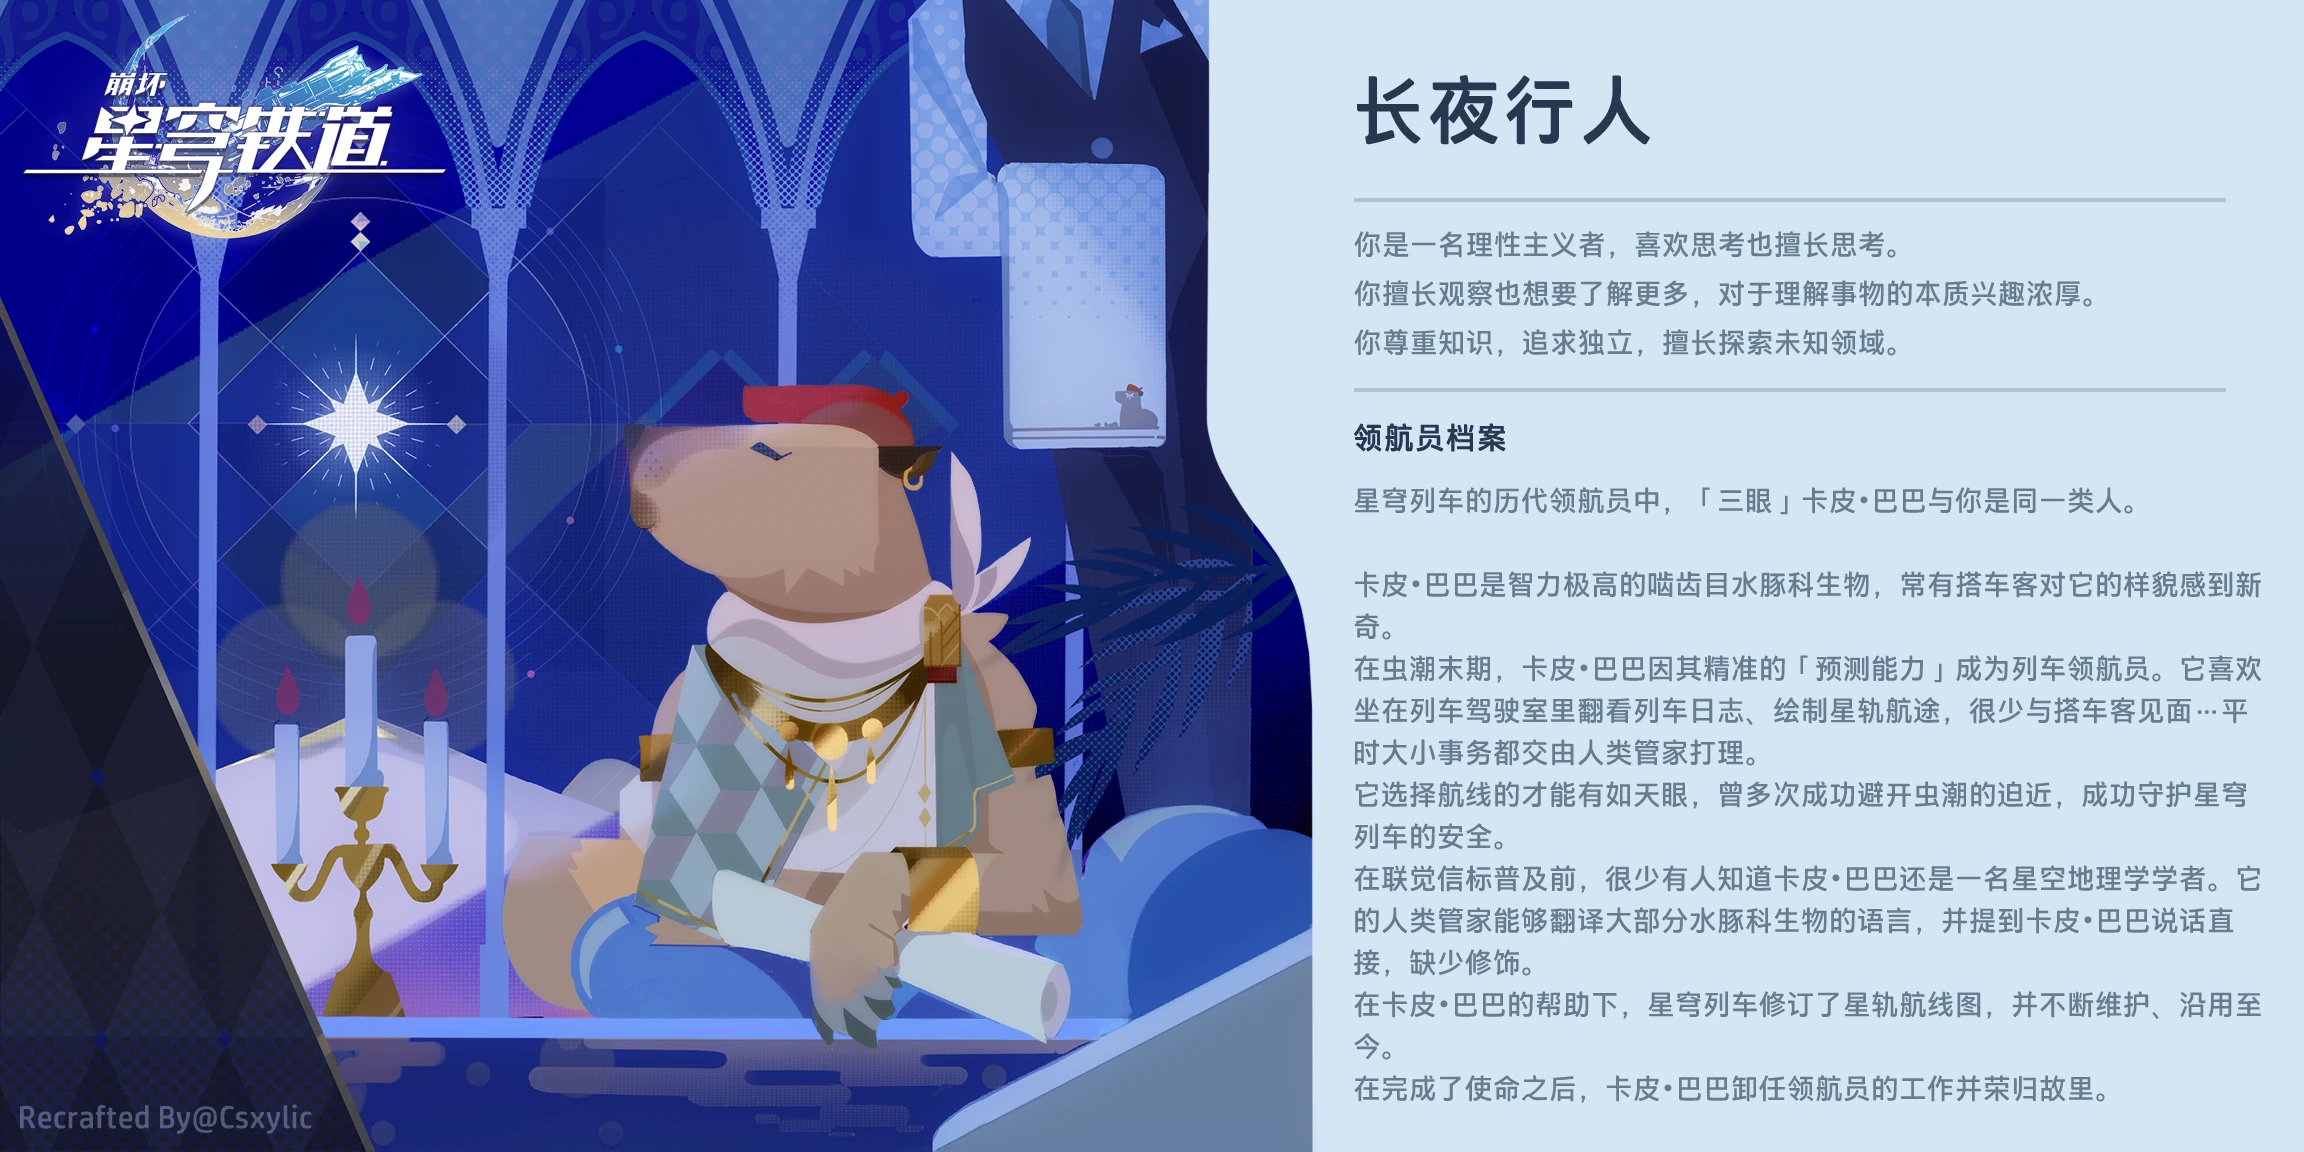 崩坏
星穹铁道
长夜行人
你是一名理性主义者，喜欢思考也擅长思考。
你擅长观察也想要了解更多，对于理解事物的本质兴趣浓厚。
你尊重知识，追求独立，擅长探索未知领域。
领航员档案
星穹列车的历代领航员中，「三眼」卡皮•巴巴与你是同一类人。
卡皮•巴巴是智力极高的啮齿目水豚科生物，常有搭车客对它的样貌感到新
奇。
在虫潮末期，卡皮•巴巴因其精准的「预测能力」成为列车领航员。它喜欢
坐在列车驾驶室里翻看列车日志、绘制星轨航途，很少与搭车客见面…平
时大小事务都交由人类管家打理。
它选择航线的才能有如天眼，曾多次成功避开虫潮的迫近，成功守护星穹
列车的安全。
在联觉信标普及前，很少有人知道卡皮•巴巴还是一名星空地理学学者。它
的人类管家能够翻译大部分水豚科生物的语言，并提到卡皮•巴巴说话直
接，缺少修饰。
在卡皮•巴巴的帮助下，星穹列车修订了星轨航线图，并不断维护、沿用至
今。
在完成了使命之后，卡皮•巴巴卸任领航员的工作并荣归故里。
Recrafted By@Csxylic